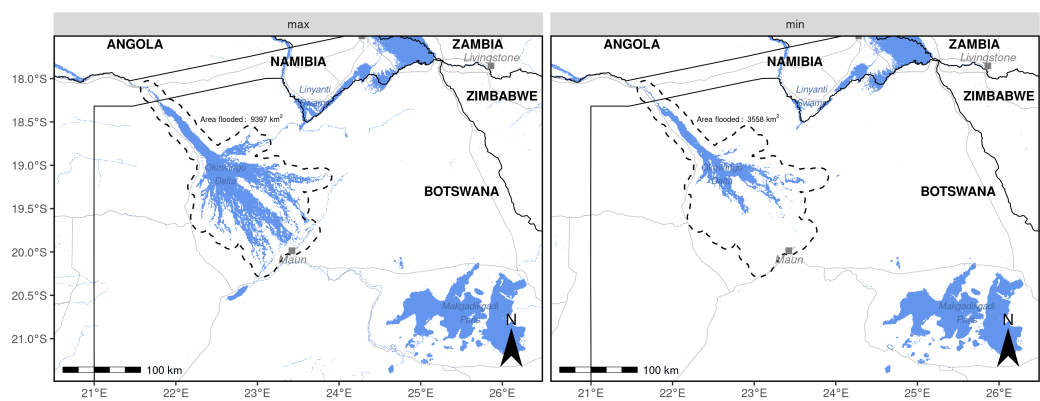 max
min
ANGOLA
ZAMBIA
Livingstone
NAMIBIA
Linyanti
Swamp
ZIMBABWE
Area flooded : 9397 km²
Okavango
Delta
BOTSWANA
Maun
Makgadikgadi
Pans
N
100 km
ANGOLA
ZAMBIA
Livingstone
NAMIBIA
Linyanti
Swamp
ZIMBABWE
Area flooded : 3558 km²
Okavango
Delta
BOTSWANA
Maun
Makgadikgadi
Pans
N
100 km
18.0°S
18.5°S
19.0°S
19.5°S
20.0°S
20.5°S
21.0°S
21°E 22°E 23°E 24°E 25°E 26°E
21°E 22°E 23°E 24°E 25°E 26°E